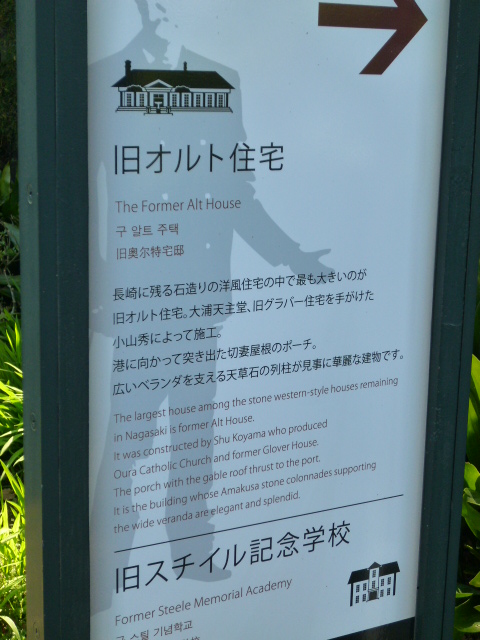 旧オルト住宅
The Former Alt House
구 알트 주택
旧奥尔特宅邸
長崎に残る石造りの洋風住宅の中で最も大きいのが
旧オルト住宅。大浦天主堂、旧グラバー住宅を手がけた
小山秀によって施工。
港に向かって突き出た切妻屋根のポーチ。
広いベランダを支える天草石の列柱が見事に華麗な建物です。
The largest house among the stone western-style houses remaining
in Nagasaki is former Alt House.
It was constructed by Shu Koyama who produced
Oura Catholic Church and former Glover House.
The porch with the gable roof thrust to the port.
It is the building whose Amakusa stone colonnades supporting
the wide veranda are elegant and splendid.
旧スチイル記念学校
Former Steele Memorial Academy
구 스틸 기념학교